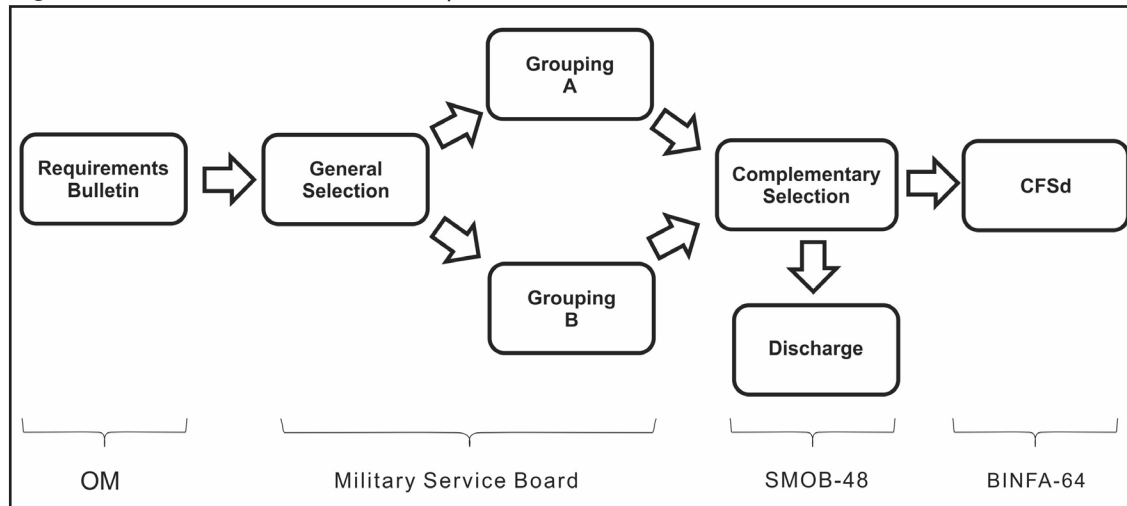 Grouping
A
Requirements
Bulletin
General
Selection
Complementary
Selection
CFSd
Grouping
B
Discharge
OM
Military Service Board
SMOB-48
BINFA-64